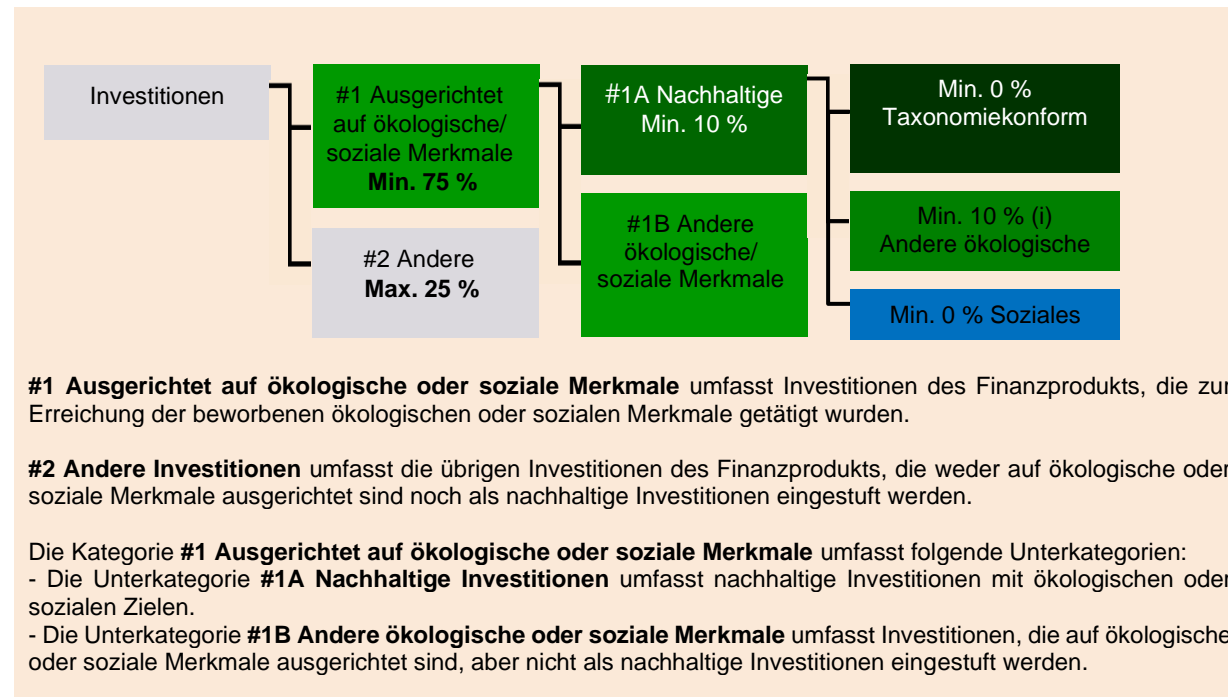 Investitionen
#1 Ausgerichtet
auf ökologische/
soziale Merkmale
Min. 75 %
#2 Andere
Max. 25 %
#1A Nachhaltige
Min. 10 %
#1B Andere
ökologische/
soziale Merkmale
Min. 0 %
Taxonomiekonform
Min. 10 % (i)
Andere ökologische
Min. 0 % Soziales
#1 Ausgerichtet auf ökologische oder soziale Merkmale umfasst Investitionen des Finanzprodukts, die zur
Erreichung der beworbenen ökologischen oder sozialen Merkmale getätigt wurden.
#2 Andere Investitionen umfasst die übrigen Investitionen des Finanzprodukts, die weder auf ökologische oder
soziale Merkmale ausgerichtet sind noch als nachhaltige Investitionen eingestuft werden.
Die Kategorie #1 Ausgerichtet auf ökologische oder soziale Merkmale umfasst folgende Unterkategorien:
- Die Unterkategorie #1A Nachhaltige Investitionen umfasst nachhaltige Investitionen mit ökologischen oder
sozialen Zielen.
- Die Unterkategorie #1B Andere ökologische oder soziale Merkmale umfasst Investitionen, die auf ökologische
oder soziale Merkmale ausgerichtet sind, aber nicht als nachhaltige Investitionen eingestuft werden.